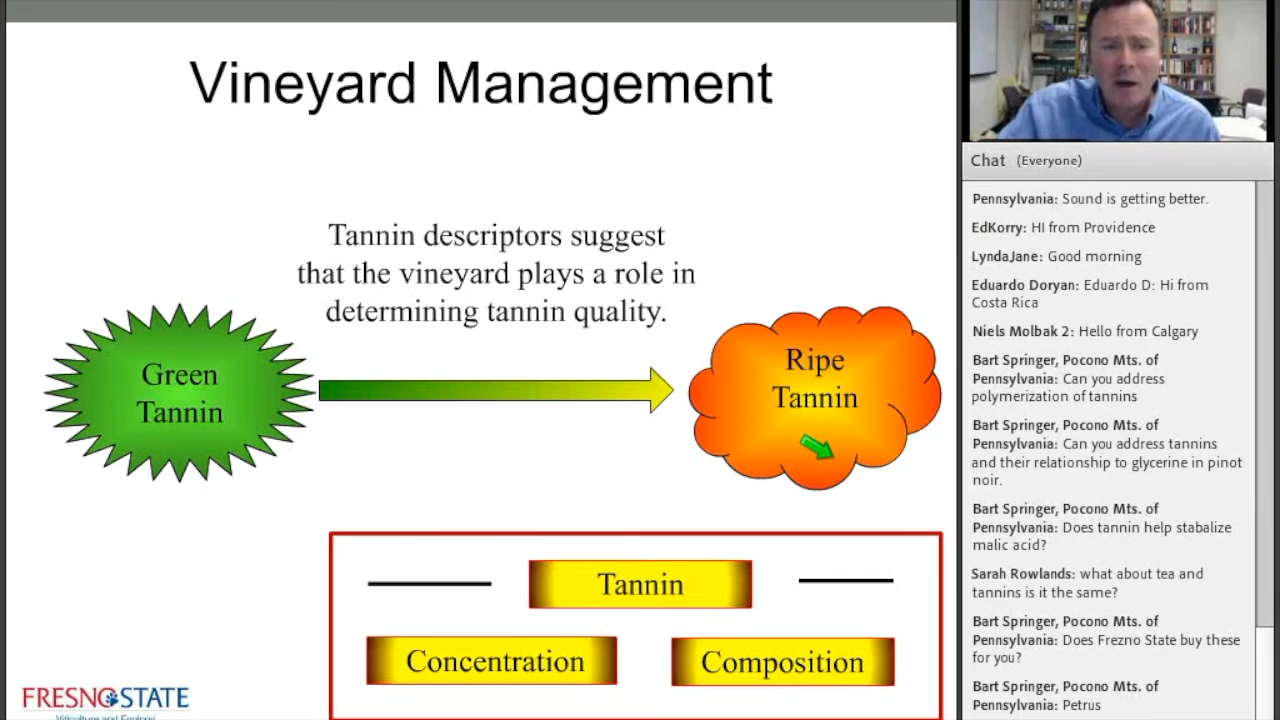 Vineyard Management
Tannin descriptors suggest
that the vineyard plays a role in
determining tannin quality.
Green
Tannin
Ripe
Tannin
Tannin
Concentration
Composition
FRESNO STATE
Viticulture and Enology
Chat (Everyone)
Pennsylvania: Sound is getting better.
EdKorry: HI from Providence
LyndaJane: Good morning
Eduardo Doryan: Eduardo D: Hi from
Costa Rica
Niels Molbak 2: Hello from Calgary
Bart Springer, Pocono Mts. of
Pennsylvania: Can you address
polymerization of tannins
Bart Springer, Pocono Mts. of
Pennsylvania: Can you address tannins
and their relationship to glycerine in pinot
noir.
Bart Springer, Pocono Mts. of
Pennsylvania: Does tannin help stabalize
malic acid?
Sarah Rowlands: what about tea and
tannins is it the same?
Bart Springer, Pocono Mts. of
Pennsylvania: Does Frezno State buy these
for you?
Bart Springer, Pocono Mts. of
Pennsylvania: Petrus